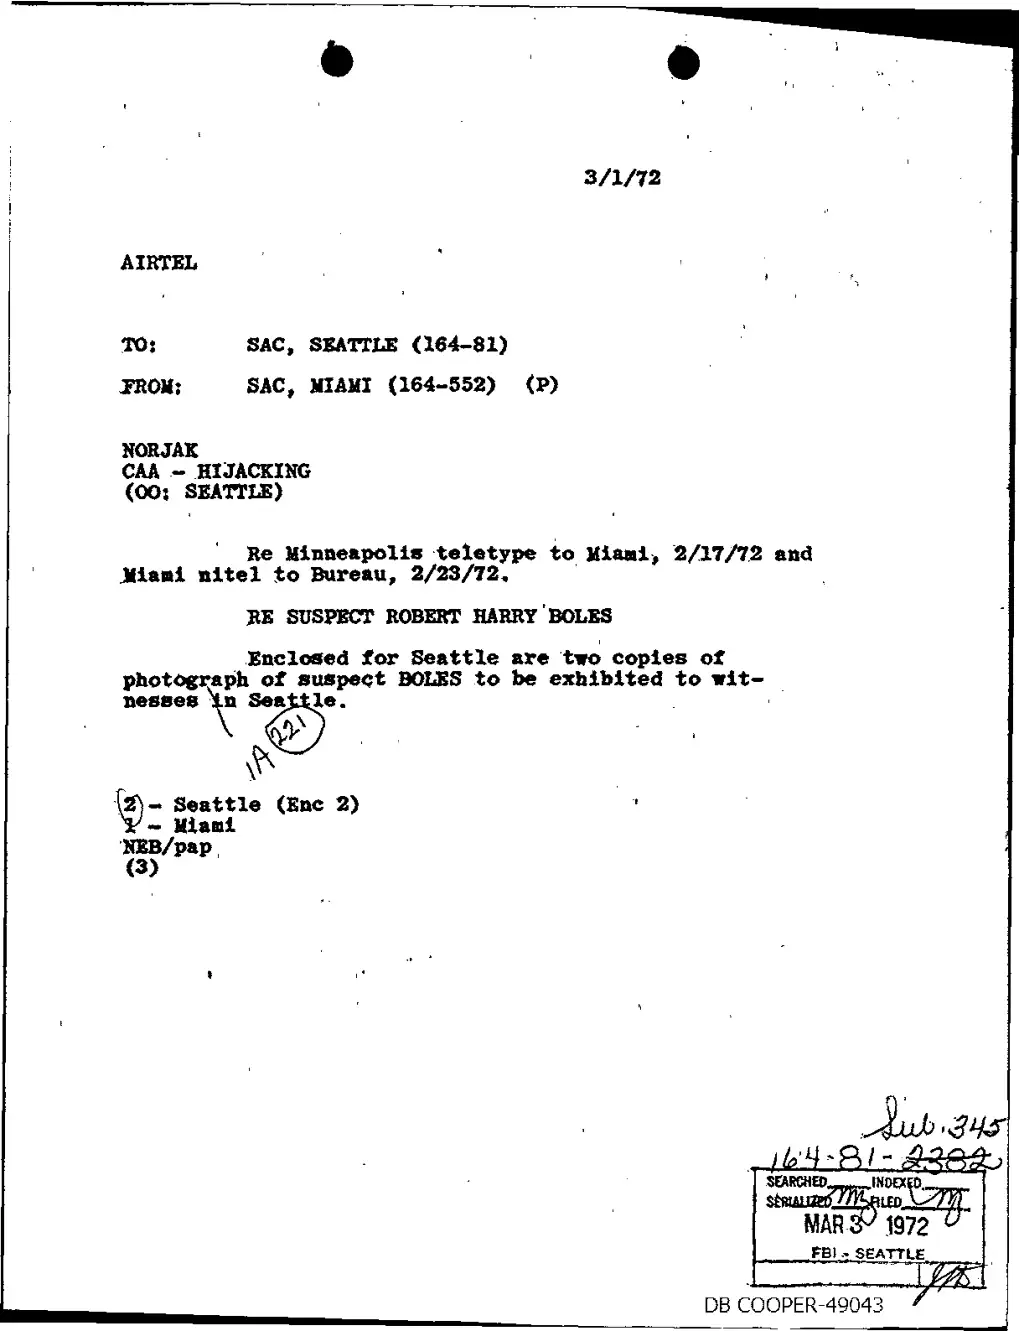 3/1/72
AIRTEL
TO: SAC, SEATTLE (164-81)
FROM: SAC, MIAMI (164-552) (P)
NORJAK
CAA - HIJACKING
(OO: SEATTLE)
Re Minneapolis teletype to Miami, 2/17/72 and
Miami nitel to Bureau, 2/23/72.
RE SUSPECT ROBERT HARRY BOLES
Enclosed for Seattle are two copies of
photograph of suspect BOLES to be exhibited to wit-
nesses in Seattle.
1A 221
2 - Seattle (Enc 2)
1 - Miami
NEB/pap
(3)
Sub. 345
164-81-2382
SEARCHED INDEXED
SERIALIZED FILED
MAR 3 1972
FBI - SEATTLE
DB COOPER-49043